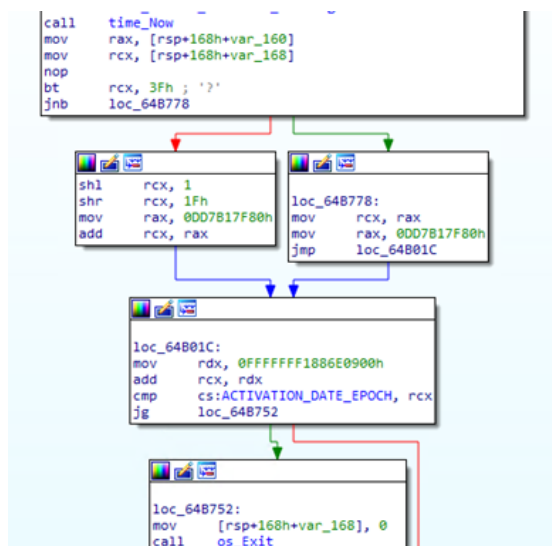 call    time_Now
mov     rax, [rsp+168h+var_160]
mov     rcx, [rsp+168h+var_168]
nop
bt      rcx, 3Fh ; '?'
jnb     loc_64B778
shl     rcx, 1
shr     rcx, 1Fh
mov     rax, 0DD7B17F80h
add     rcx, rax
loc_64B778:
mov     rcx, rax
mov     rax, 0DD7B17F80h
jmp     loc_64B01C
loc_64B01C:
mov     rdx, 0FFFFFFF1886E0900h
add     rcx, rdx
cmp     cs:ACTIVATION_DATE_EPOCH, rcx
jg      loc_64B752
loc_64B752:
mov     [rsp+168h+var_168], 0
call    os_Exit